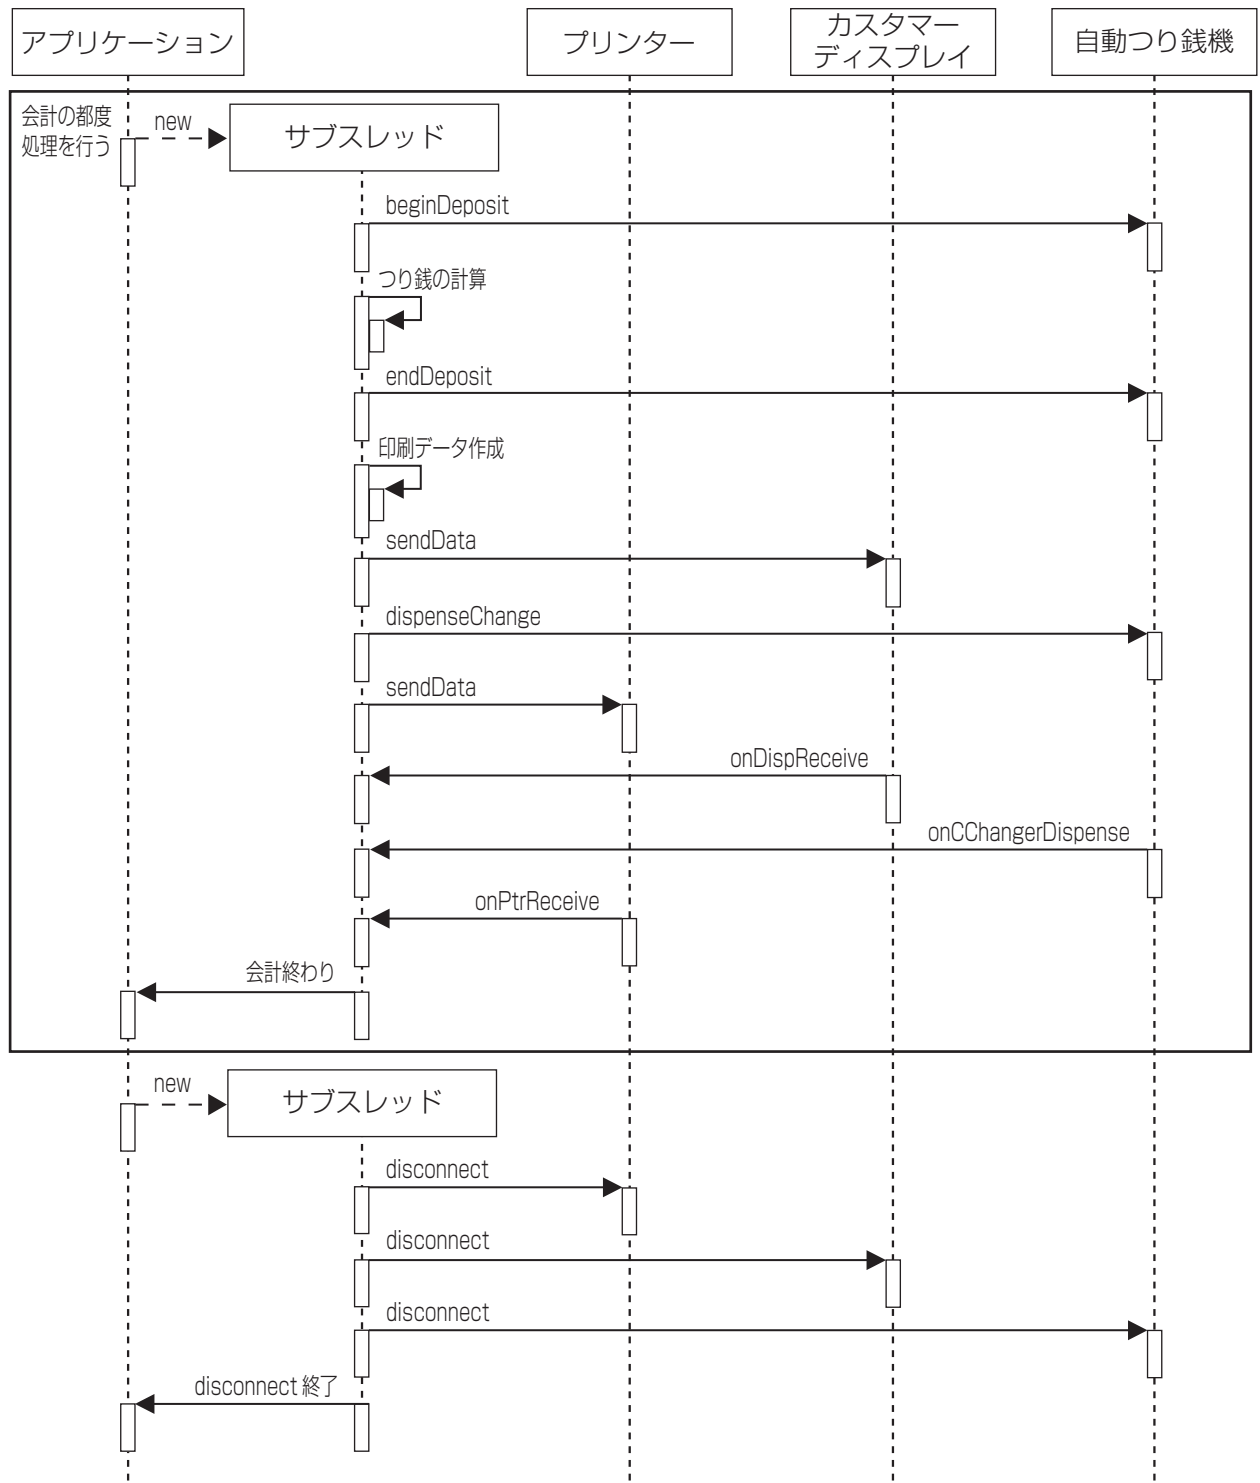 アプリケーション
プリンター
カスタマー
ディスプレイ
自動つり銭機
会計の都度
処理を行う
new
サブスレッド
beginDeposit
つり銭の計算
endDeposit
印刷データ作成
sendData
dispenseChange
sendData
onDispReceive
onCChangerDispense
onPtrReceive
会計終わり
new
サブスレッド
disconnect
disconnect
disconnect
disconnect 終了